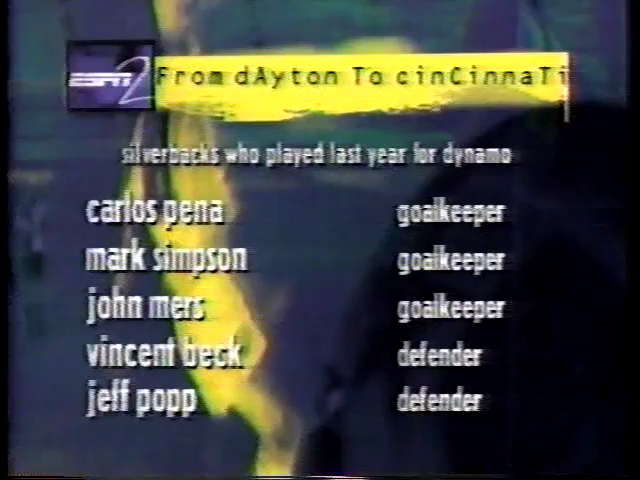 ESPN2 From dAyton To cinCinnaTi
silverbacks who played last year for dynamo
carlos pena goalkeeper
mark simpson goalkeeper
john mers goalkeeper
vincent beck defender
jeff popp defender